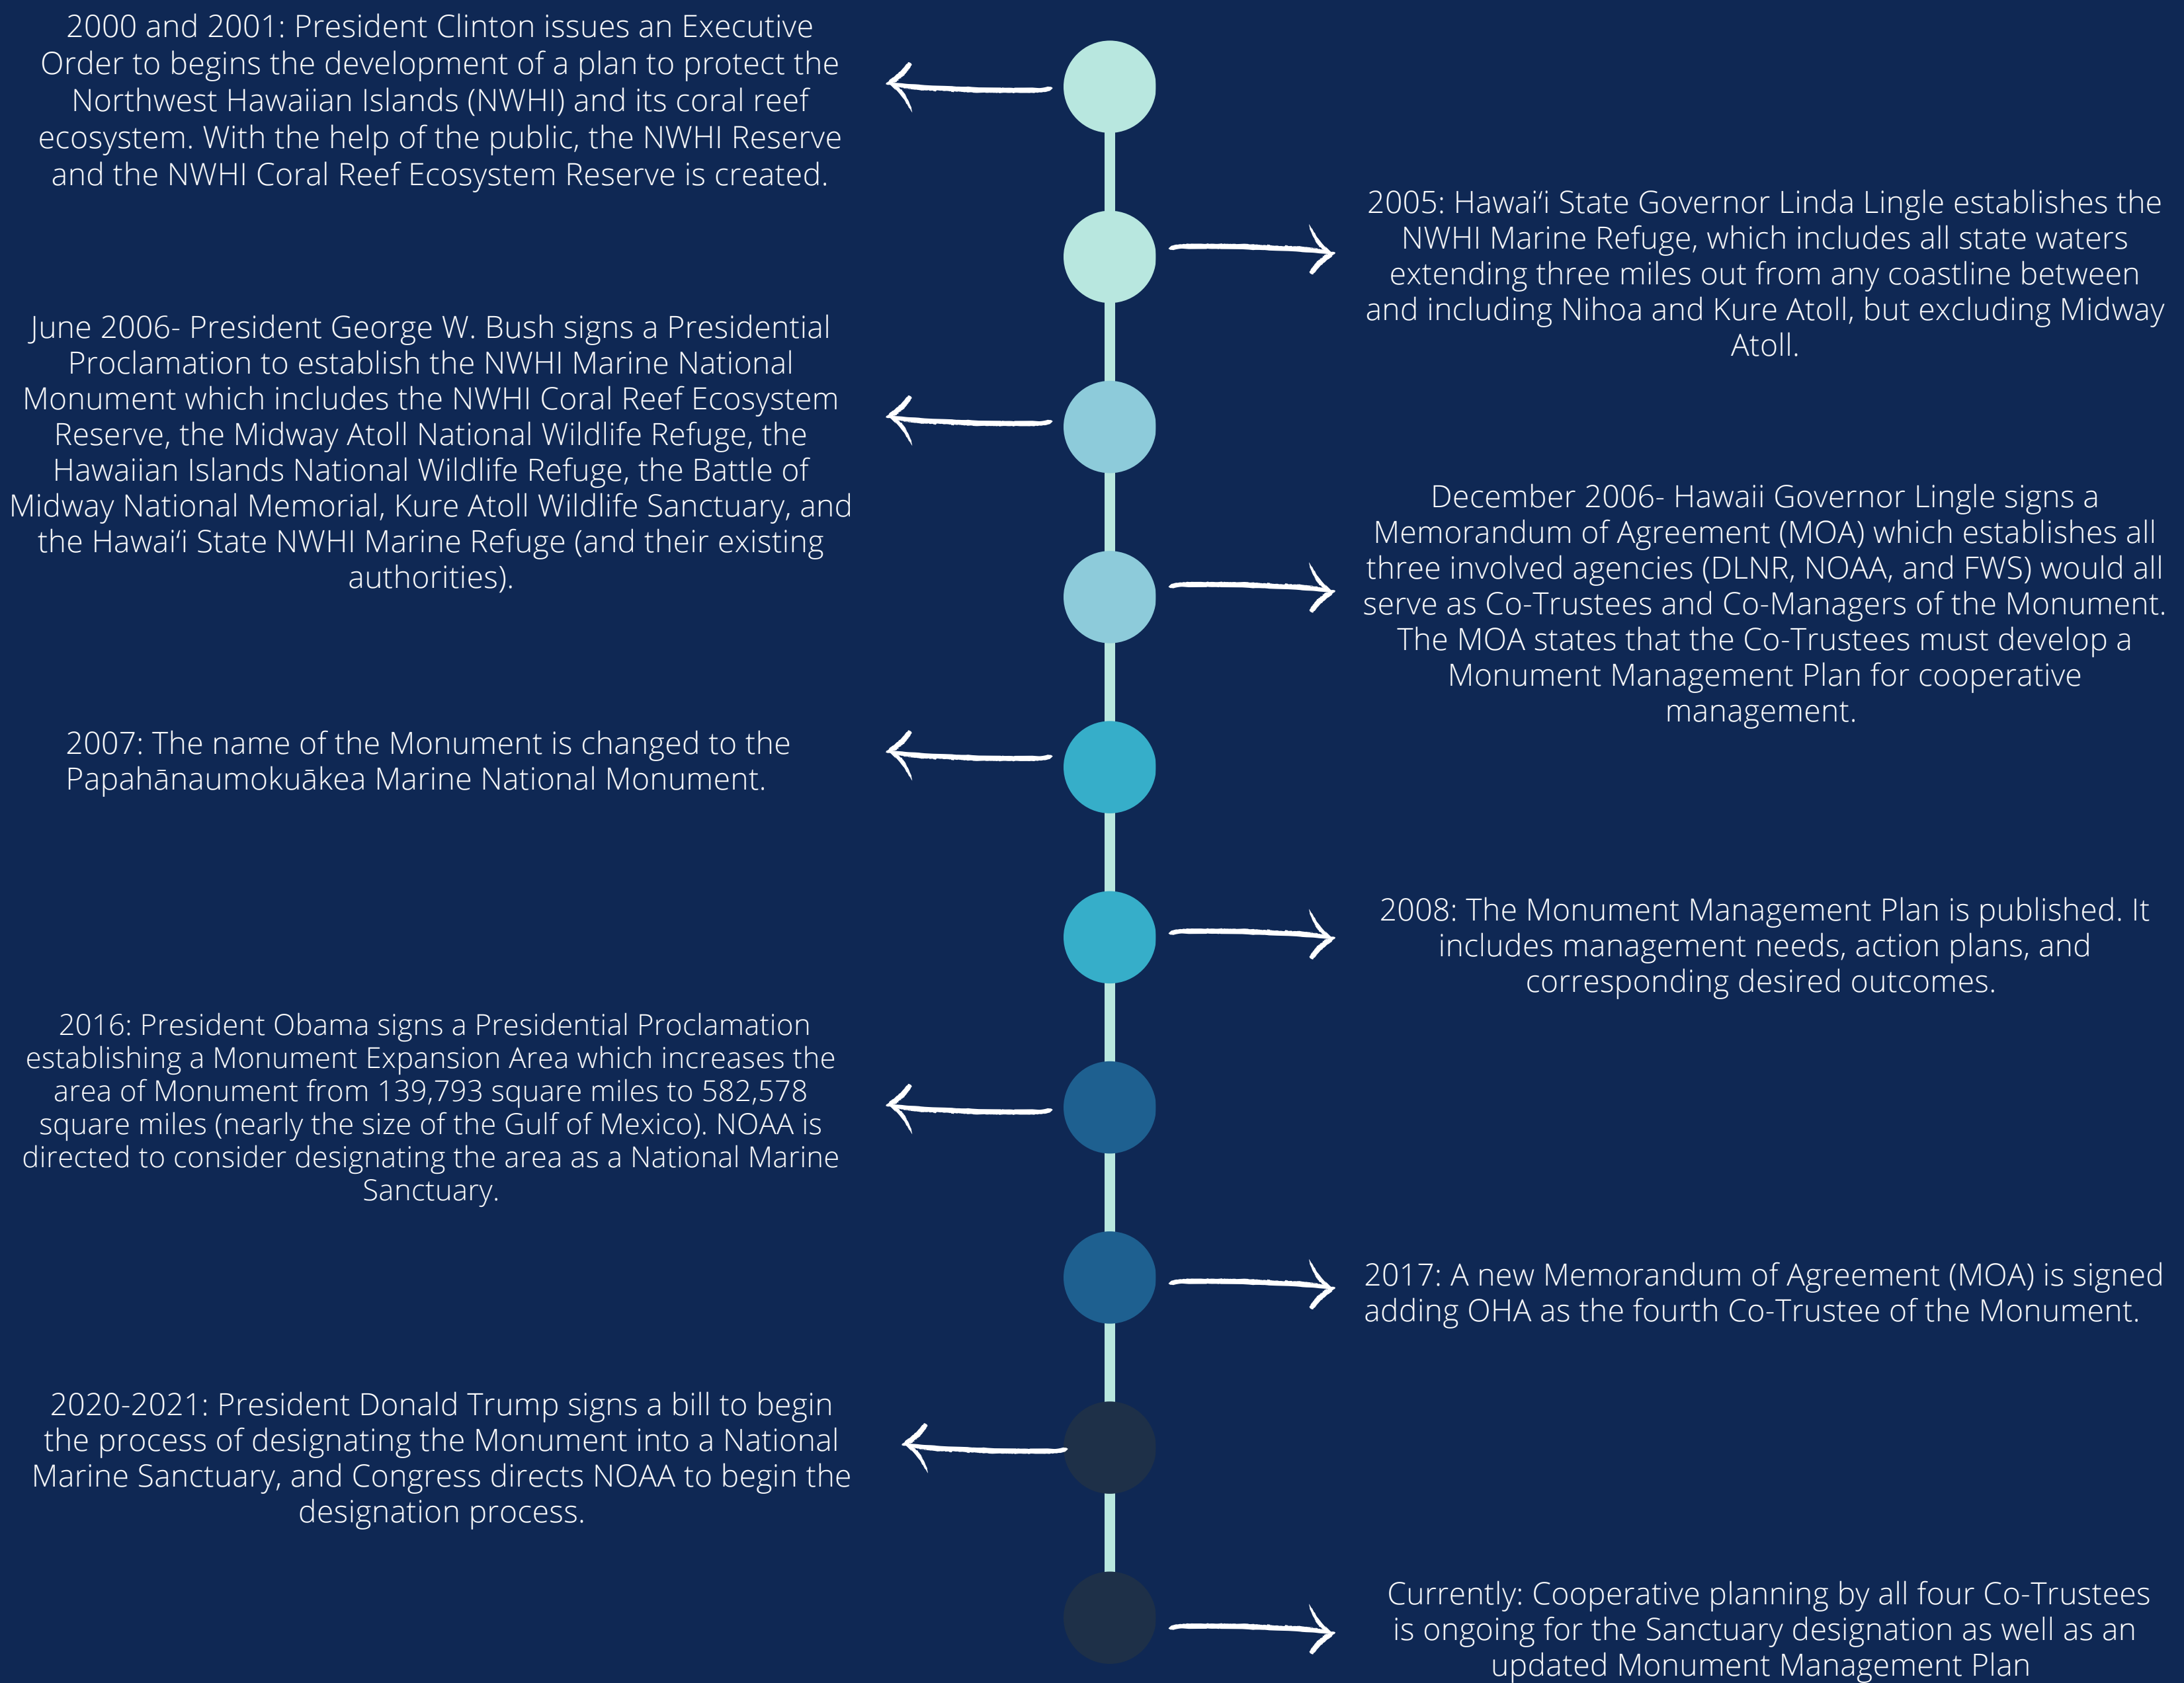 2000 and 2001: President Clinton issues an Executive
Order to begins the development of a plan to protect the
Northwest Hawaiian Islands (NWHI) and its coral reef
ecosystem. With the help of the public, the NWHI Reserve
and the NWHI Coral Reef Ecosystem Reserve is created.
2005: Hawaiʻi State Governor Linda Lingle establishes the
NWHI Marine Refuge, which includes all state waters
extending three miles out from any coastline between
and including Nihoa and Kure Atoll, but excluding Midway
Atoll.
June 2006- President George W. Bush signs a Presidential
Proclamation to establish the NWHI Marine National
Monument which includes the NWHI Coral Reef Ecosystem
Reserve, the Midway Atoll National Wildlife Refuge, the
Hawaiian Islands National Wildlife Refuge, the Battle of
Midway National Memorial, Kure Atoll Wildlife Sanctuary, and
the Hawaiʻi State NWHI Marine Refuge (and their existing
authorities).
December 2006- Hawaii Governor Lingle signs a
Memorandum of Agreement (MOA) which establishes all
three involved agencies (DLNR, NOAA, and FWS) would all
serve as Co-Trustees and Co-Managers of the Monument.
The MOA states that the Co-Trustees must develop a
Monument Management Plan for cooperative
management.
2007: The name of the Monument is changed to the
Papahānaumokuākea Marine National Monument.
2008: The Monument Management Plan is published. It
includes management needs, action plans, and
corresponding desired outcomes.
2016: President Obama signs a Presidential Proclamation
establishing a Monument Expansion Area which increases the
area of Monument from 139,793 square miles to 582,578
square miles (nearly the size of the Gulf of Mexico). NOAA is
directed to consider designating the area as a National Marine
Sanctuary.
2017: A new Memorandum of Agreement (MOA) is signed
adding OHA as the fourth Co-Trustee of the Monument.
2020-2021: President Donald Trump signs a bill to begin
the process of designating the Monument into a National
Marine Sanctuary, and Congress directs NOAA to begin the
designation process.
Currently: Cooperative planning by all four Co-Trustees
is ongoing for the Sanctuary designation as well as an
updated Monument Management Plan